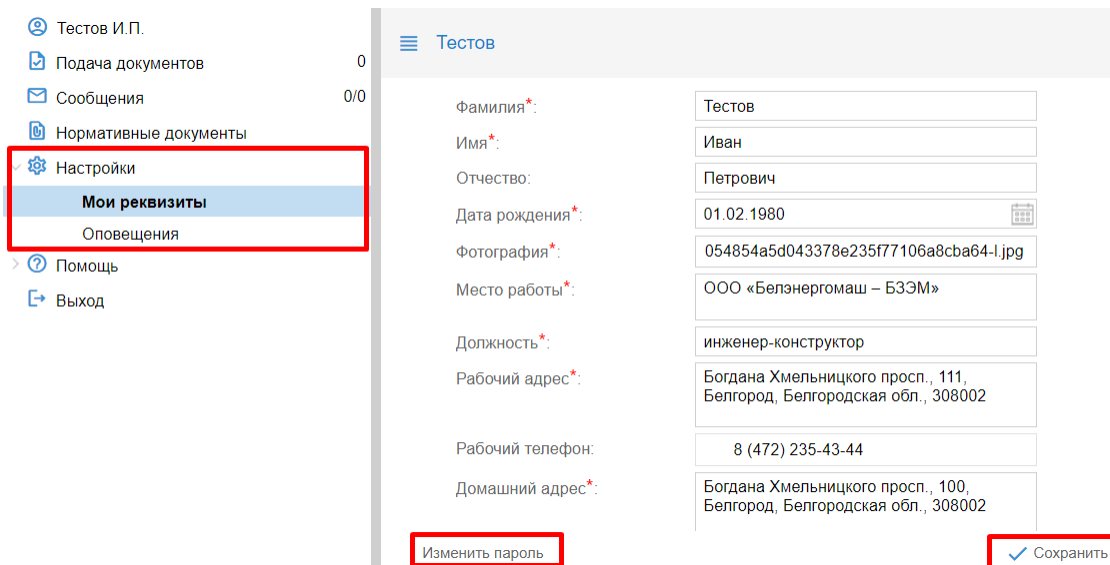 Тестов И.П.
Подача документов 0
Сообщения 0/0
Нормативные документы
Настройки
Мои реквизиты
Оповещения
Помощь
Выход
Тестов
Фамилия*: Тестов
Имя*: Иван
Отчество: Петрович
Дата рождения*: 01.02.1980
Фотография*: 054854a5d043378e235f77106a8cba64-l.jpg
Место работы*: ООО «Белэнергомаш – БЗЭМ»
Должность*: инженер-конструктор
Рабочий адрес*: Богдана Хмельницкого просп., 111,
Белгород, Белгородская обл., 308002
Рабочий телефон: 8 (472) 235-43-44
Домашний адрес*: Богдана Хмельницкого просп., 100,
Белгород, Белгородская обл., 308002
Изменить пароль Сохранить